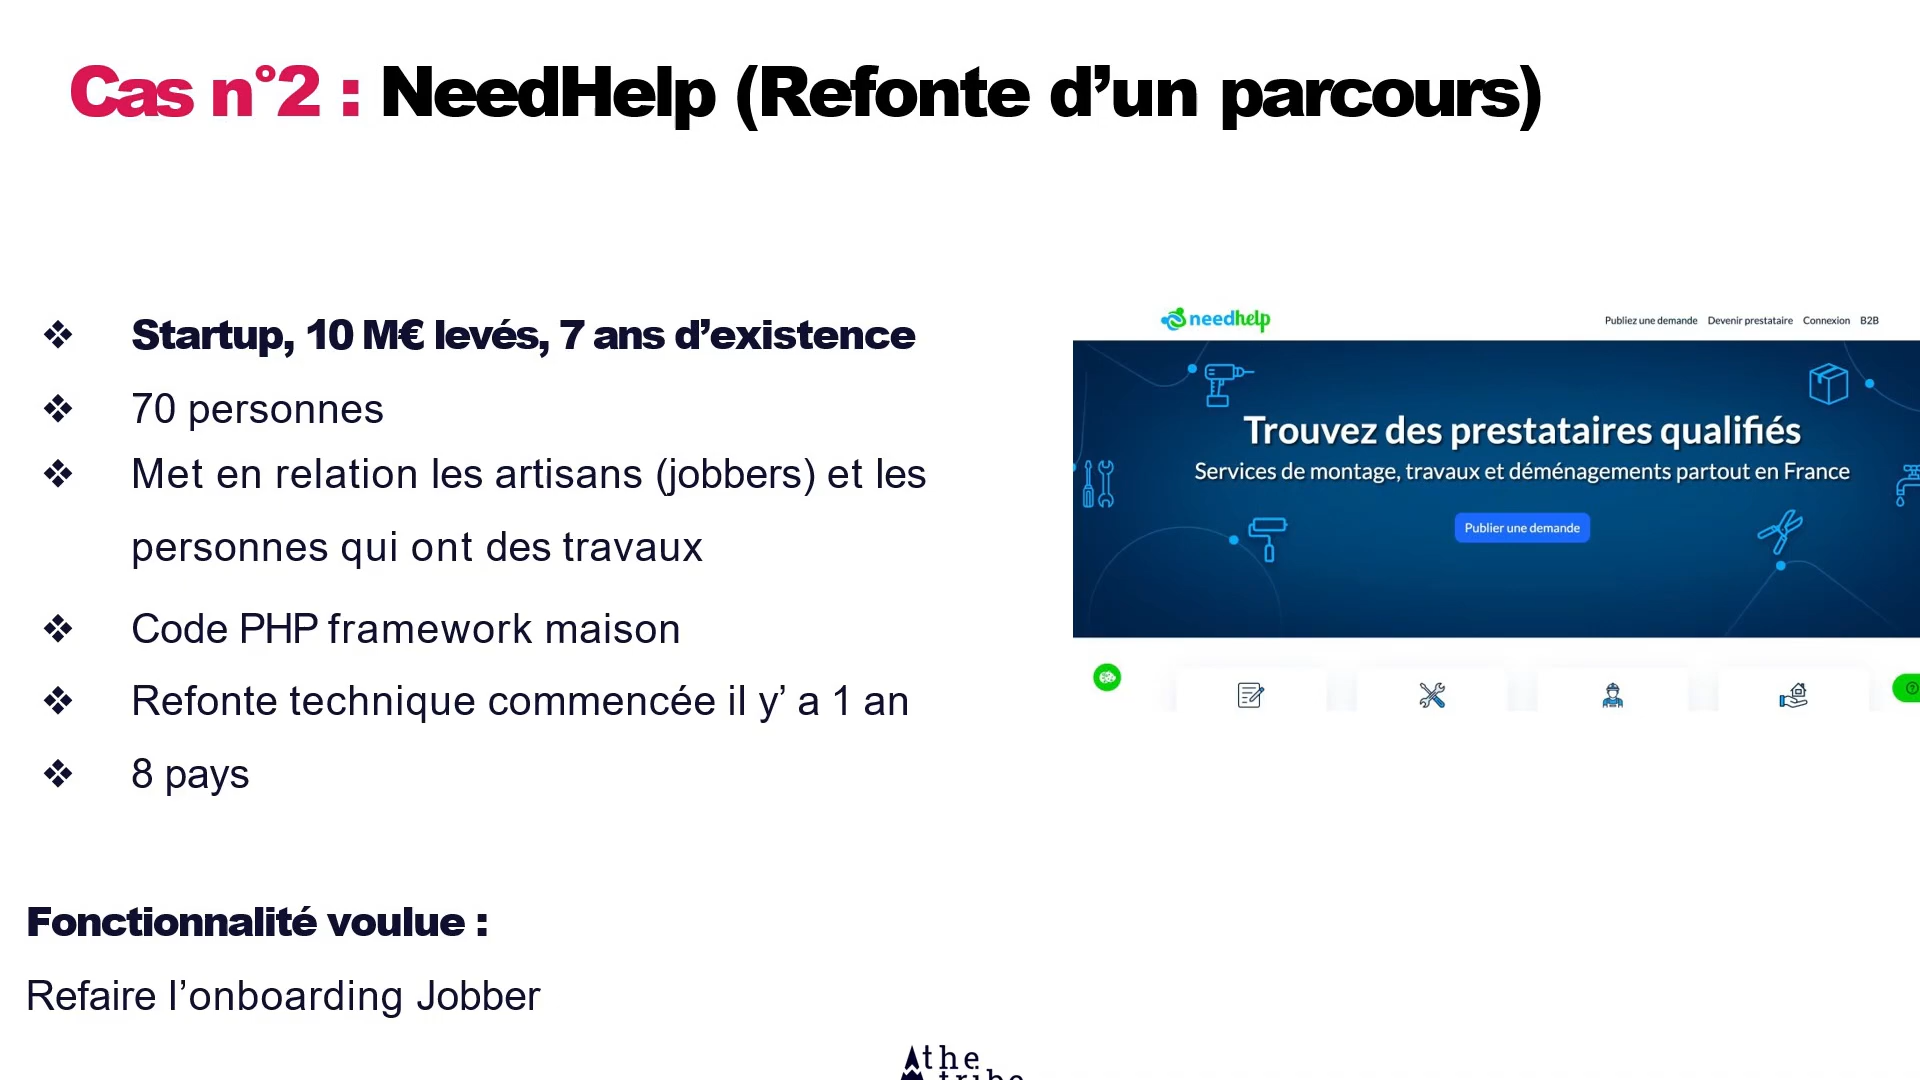 Cas n°2 : NeedHelp (Refonte d’un parcours)
❖ Startup, 10 M€ levés, 7 ans d’existence
❖ 70 personnes
❖ Met en relation les artisans (jobbers) et les
personnes qui ont des travaux
❖ Code PHP framework maison
❖ Refonte technique commencée il y’ a 1 an
❖ 8 pays
Fonctionnalité voulue :
Refaire l’onboarding Jobber
needhelp
Publiez une demande Devenir prestataire Connexion B2B
Trouvez des prestataires qualifiés
Services de montage, travaux et déménagements partout en France
Publier une demande
the
tribe